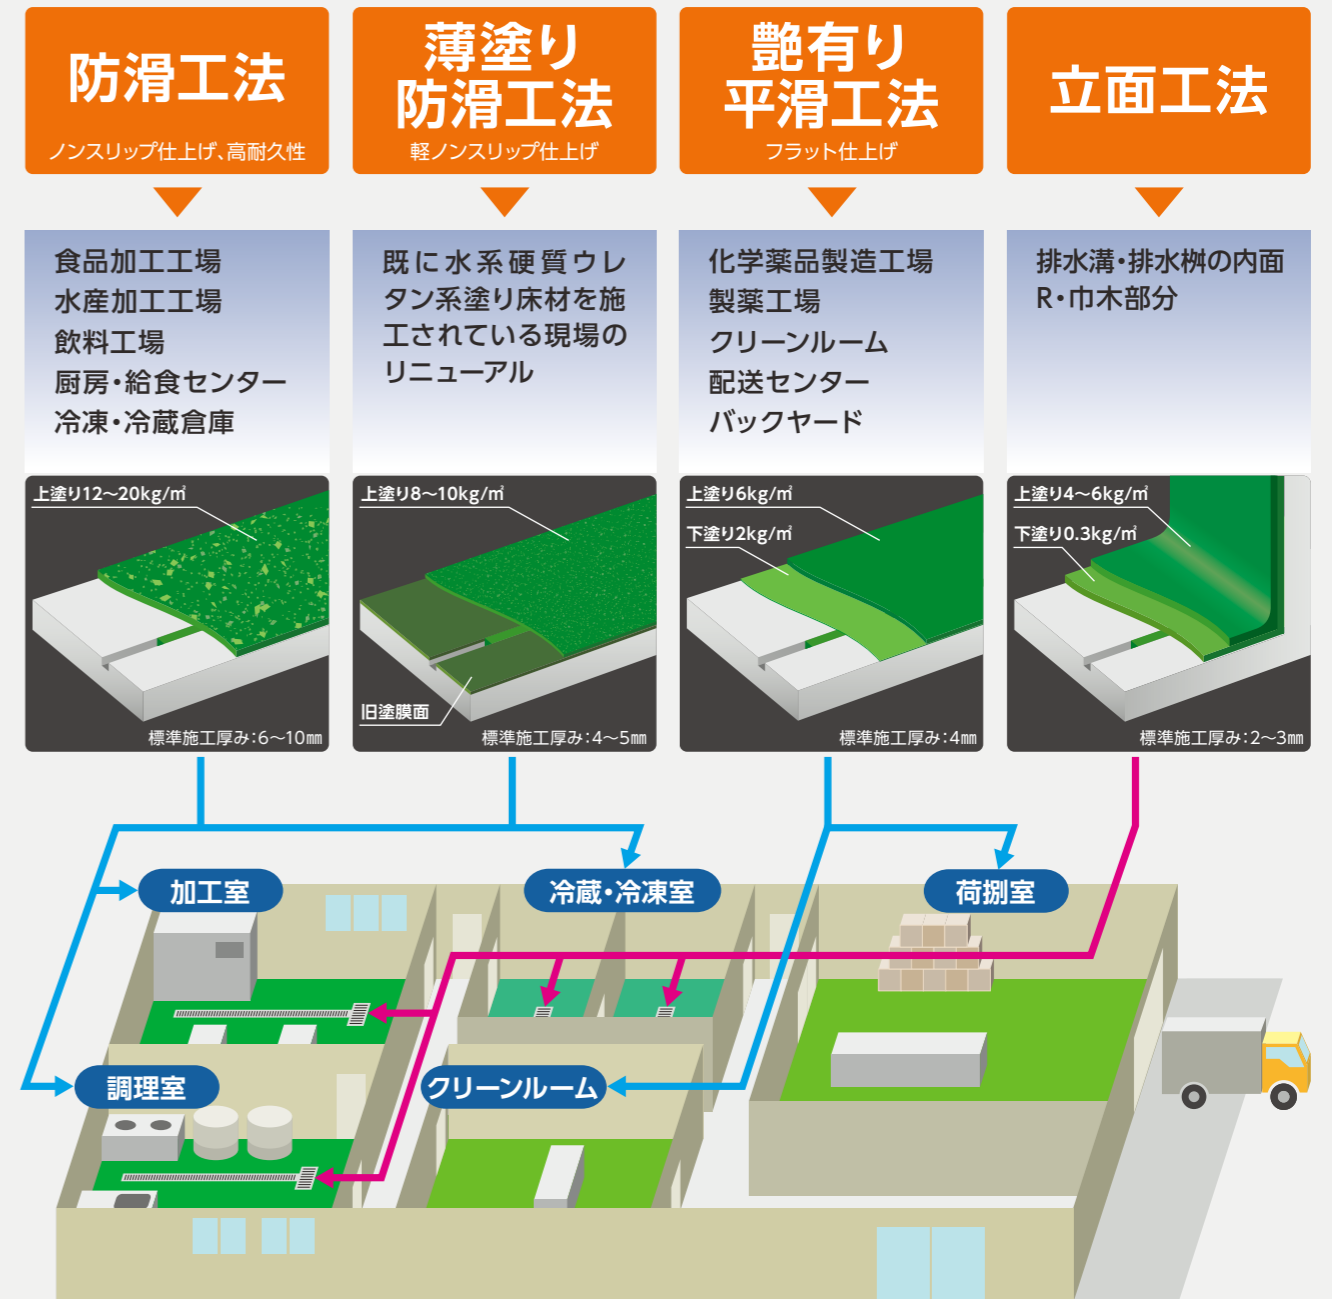 防滑工法
ノンスリップ仕上げ、高耐久性
薄塗り
防滑工法
軽ノンスリップ仕上げ
艶有り
平滑工法
フラット仕上げ
立面工法
食品加工工場
水産加工工場
飲料工場
厨房・給食センター
冷凍・冷蔵倉庫
既に水系硬質ウレ
タン系塗り床材を施
工されている現場の
リニューアル
化学薬品製造工場
製薬工場
クリーンルーム
配送センター
バックヤード
排水溝・排水桝の内面
R・巾木部分
上塗り12〜20kg/㎡
標準施工厚み：6〜10㎜
上塗り8〜10kg/㎡
旧塗膜面
標準施工厚み：4〜5㎜
上塗り6kg/㎡
下塗り2kg/㎡
標準施工厚み：4㎜
上塗り4〜6kg/㎡
下塗り0.3kg/㎡
標準施工厚み：2〜3㎜
加工室
冷蔵・冷凍室
荷捌室
調理室
クリーンルーム